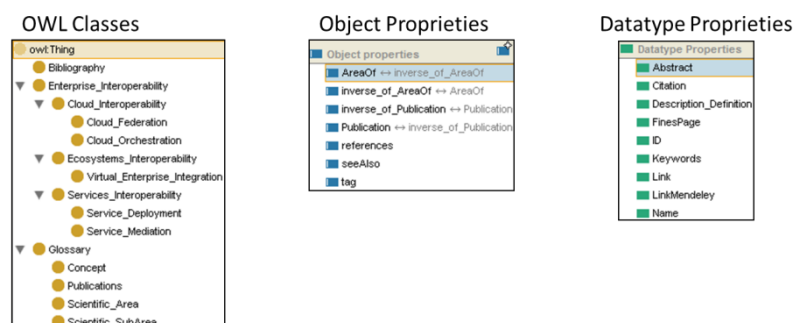 OWL Classes
owl:Thing
Bibliography
Enterprise_Interoperability
Cloud_Interoperability
Cloud_Federation
Cloud_Orchestration
Ecosystems_Interoperability
Virtual_Enterprise_Integration
Services_Interoperability
Service_Deployment
Service_Mediation
Glossary
Concept
Publications
Scientific_Area
Scientific_SubArea
Object Proprieties
Object properties
AreaOf ↔ inverse_of_AreaOf
inverse_of_AreaOf ↔ AreaOf
inverse_of_Publication ↔ Publication
Publication ↔ inverse_of_Publication
references
seeAlso
tag
Datatype Proprieties
Datatype Properties
Abstract
Citation
Description_Definition
FinesPage
ID
Keywords
Link
LinkMendeley
Name